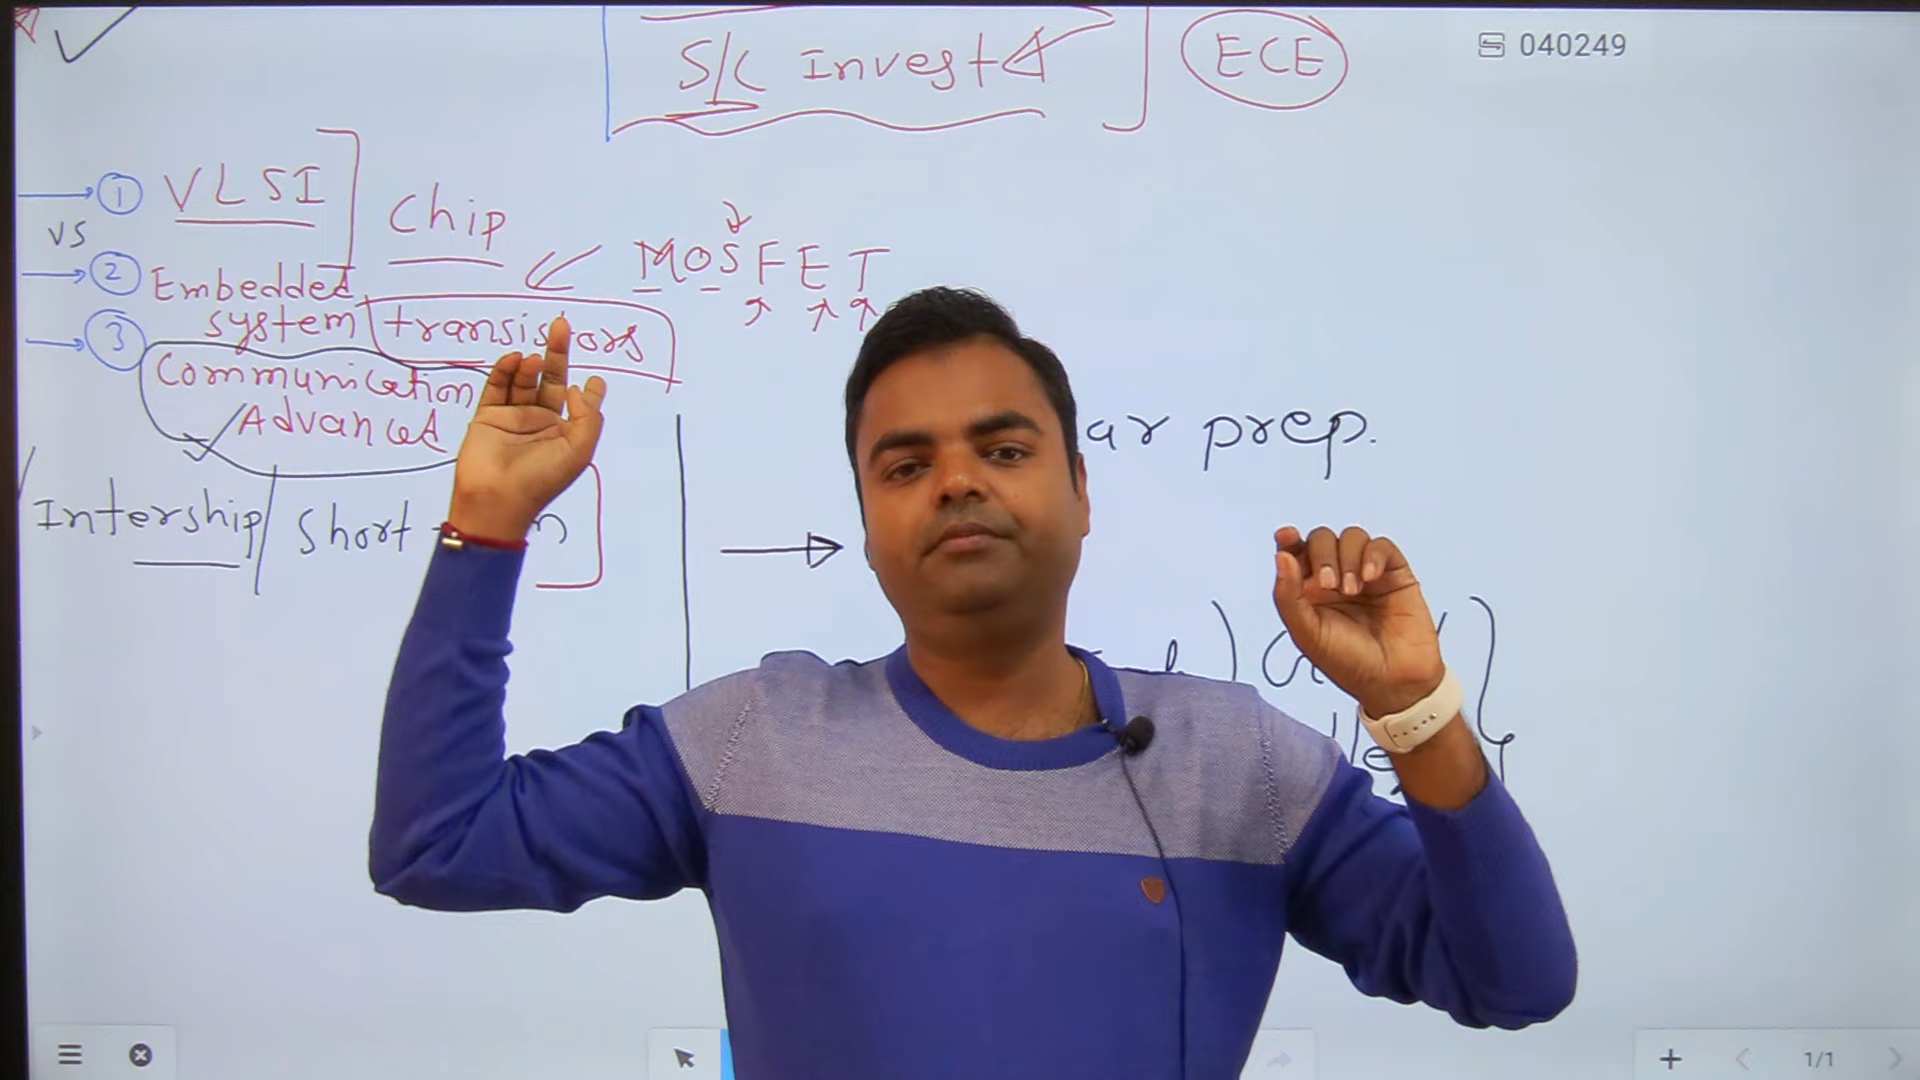 S/C Invest
ECE
040249
① VLSI
Chip
VS
MOSFET
② Embedded
system
transistors
③ Communication
Advanced
ar prep.
Intership/ Short
1/1